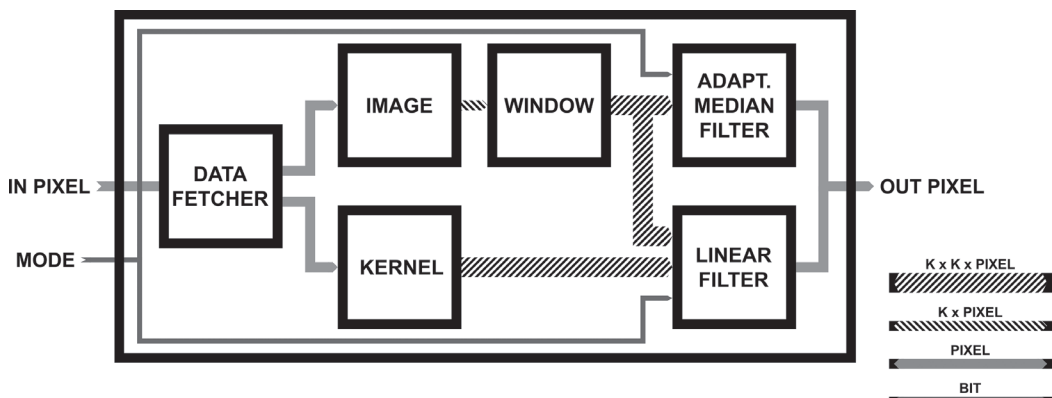 IMAGE
WINDOW
ADAPT.
MEDIAN
FILTER
DATA
FETCHER
IN PIXEL
OUT PIXEL
MODE
KERNEL
LINEAR
FILTER
K x K x PIXEL
K x PIXEL
PIXEL
BIT